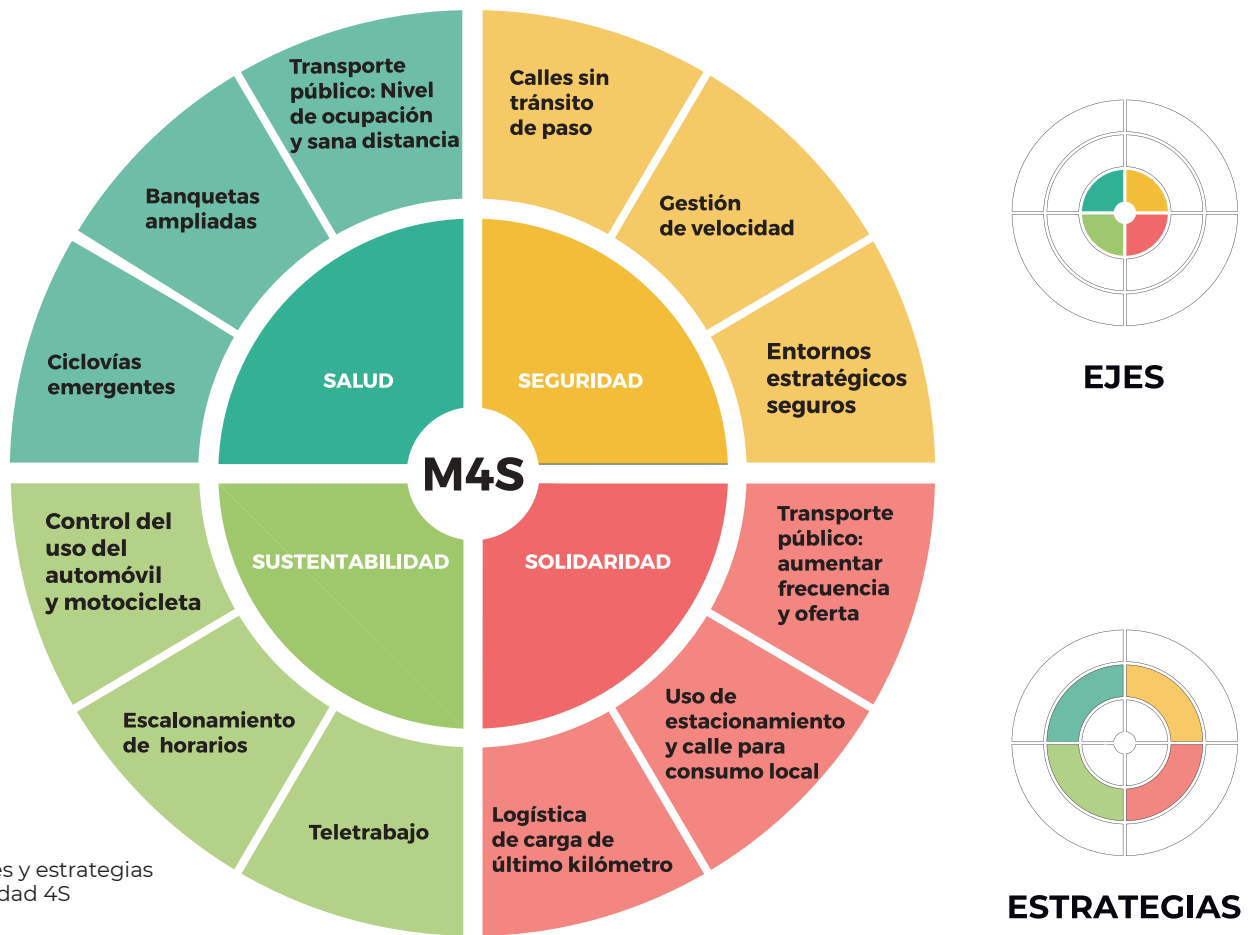 Transporte
público: Nivel
de ocupación
y sana distancia
Calles sin
tránsito
de paso
Banquetas
ampliadas
Gestión
de velocidad
Ciclovías
emergentes
Entornos
estratégicos
seguros
SALUD
SEGURIDAD
M4S
SUSTENTABILIDAD
SOLIDARIDAD
Control del
uso del
automóvil
y motocicleta
Transporte
público:
aumentar
frecuencia
y oferta
Escalonamiento
de horarios
Uso de
estacionamiento
y calle para
consumo local
Teletrabajo
Logística
de carga de
último kilómetro
EJES
ESTRATEGIAS
y estrategias
4S